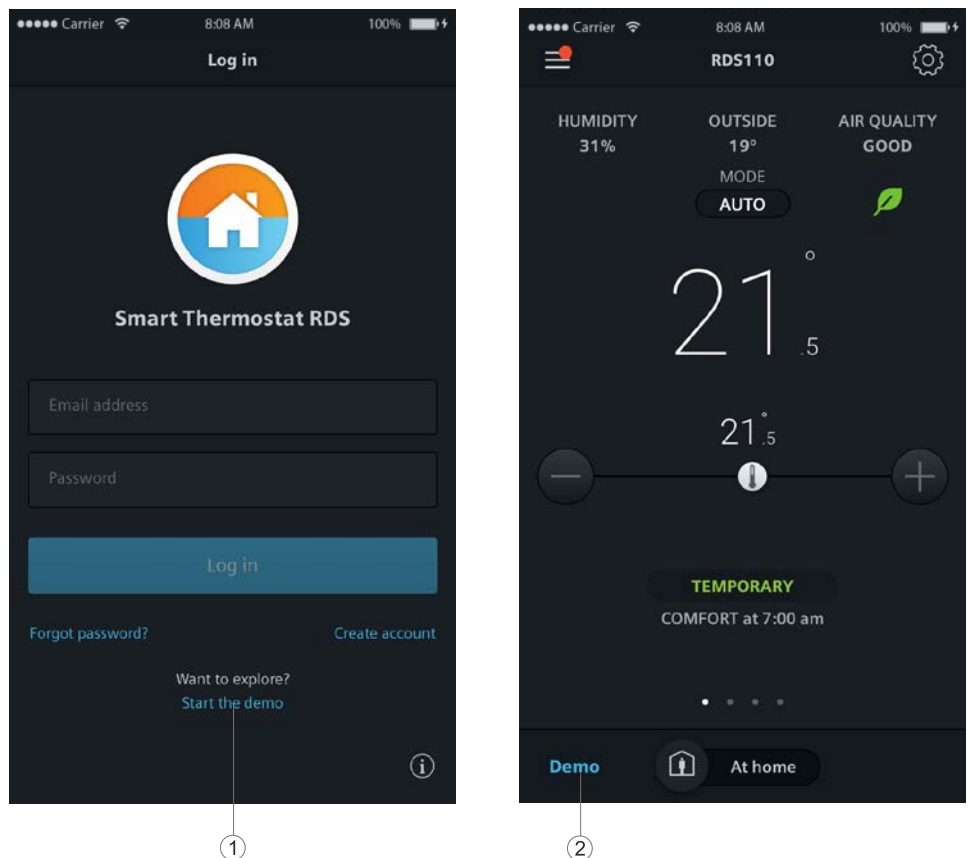 Carrier 8:08 AM 100%
Log in
Smart Thermostat RDS
Email address
Password
Log in
Forgot password? Create account
Want to explore?
Start the demo
i
1
Carrier 8:08 AM 100%
RDS110
HUMIDITY OUTSIDE AIR QUALITY
31% 19° GOOD
MODE
AUTO
21.5°
21.5°
TEMPORARY
COMFORT at 7:00 am
Demo At home
2